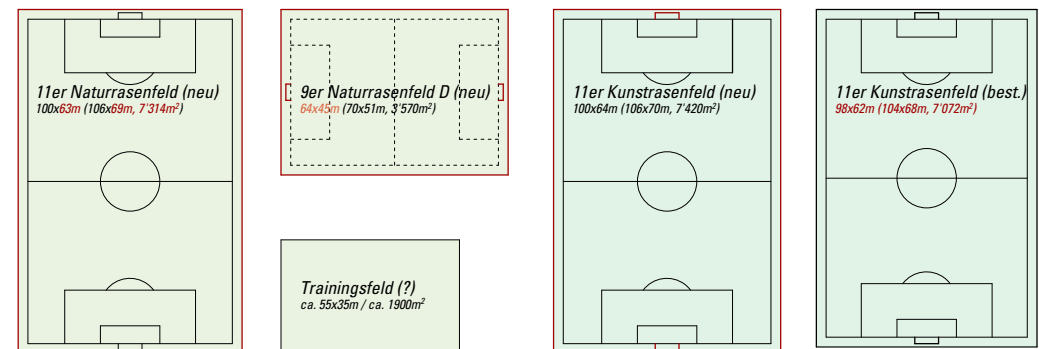 11er Naturrasenfeld (neu)
100x63m (106x69m, 7'314m²)
9er Naturrasenfeld D (neu)
64x45m (70x51m, 3'570m²)
11er Kunstrasenfeld (neu)
100x64m (106x70m, 7'420m²)
11er Kunstrasenfeld (best.)
98x62m (104x68m, 7'072m²)
Trainingsfeld (?)
ca. 55x35m / ca. 1900m²